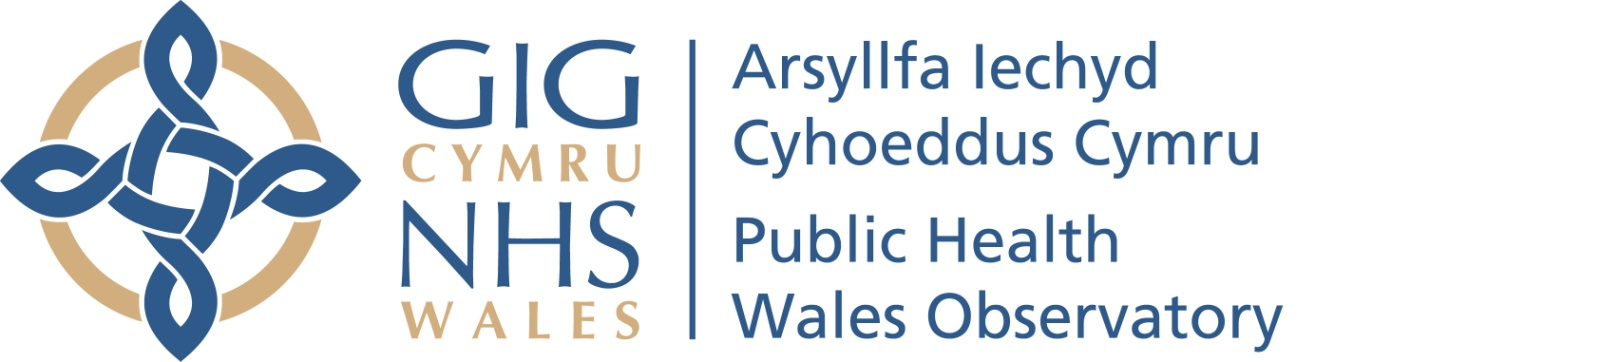 GIG
CYMRU
NHS
WALES
Arsyllfa Iechyd
Cyhoeddus Cymru
Public Health
Wales Observatory